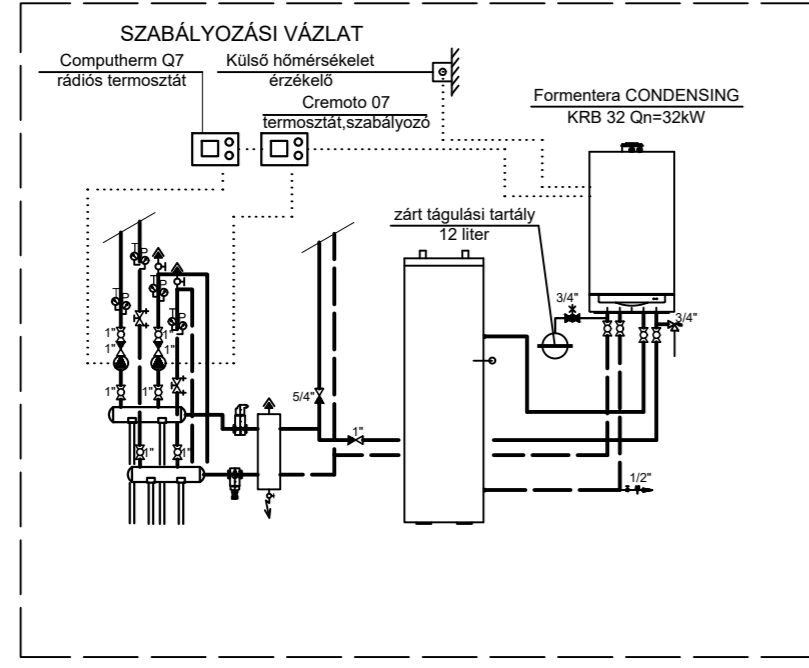 SZABÁLYOZÁSI VÁZLAT
Computherm Q7
rádiós termosztát
Külső hőmérsékelet
érzékelő
Cremoto 07
termosztát,szabályozó
Formentera CONDENSING
KRB 32 Qn=32kW
zárt tágulási tartály
12 liter
3/4"
3/4"
T
P
T
P
T
P
T
P
1"
1"
1"
1"
1"
1"
5/4"
1"
1"
1"
1/2"